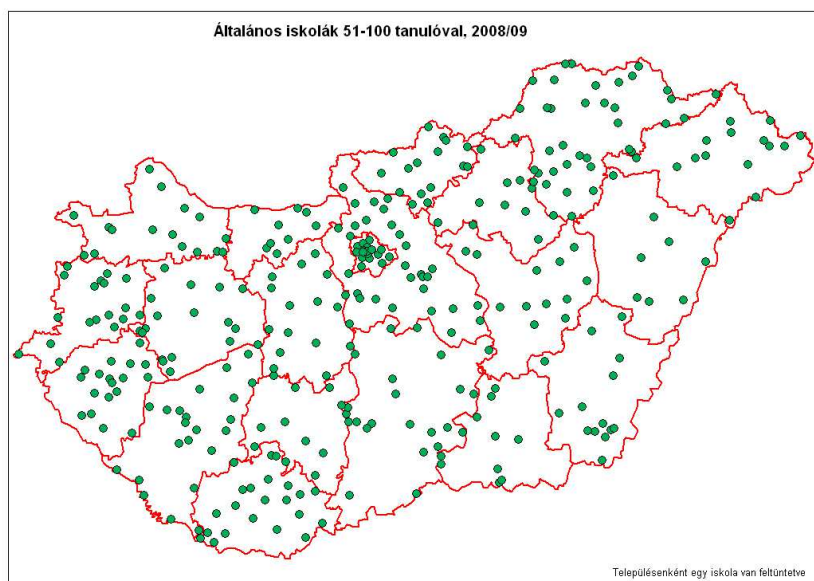 Általános iskolák 51-100 tanulóval, 2008/09
Településenként egy iskola van feltüntetve